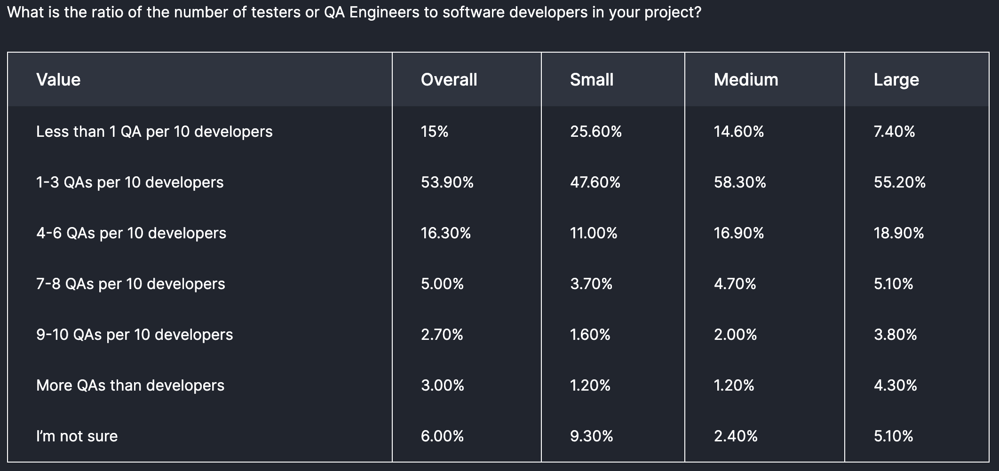 What is the ratio of the number of testers or QA Engineers to software developers in your project?
Value Overall Small Medium Large
Less than 1 QA per 10 developers 15% 25.60% 14.60% 7.40%
1-3 QAs per 10 developers 53.90% 47.60% 58.30% 55.20%
4-6 QAs per 10 developers 16.30% 11.00% 16.90% 18.90%
7-8 QAs per 10 developers 5.00% 3.70% 4.70% 5.10%
9-10 QAs per 10 developers 2.70% 1.60% 2.00% 3.80%
More QAs than developers 3.00% 1.20% 1.20% 4.30%
I’m not sure 6.00% 9.30% 2.40% 5.10%